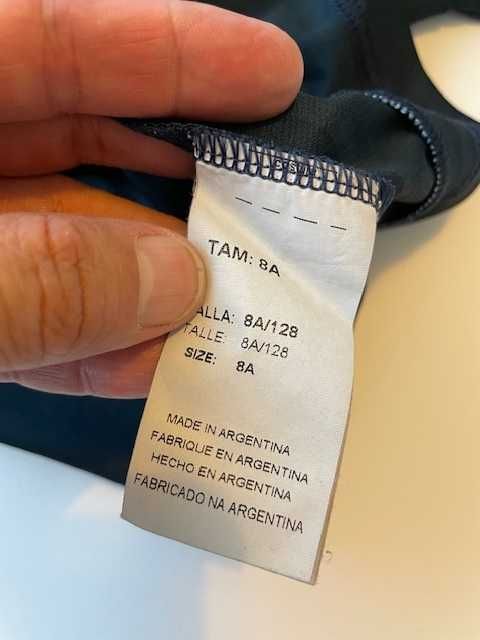 TAM: 8A
ALLA: 8A/128
TALLE: 8A/128
SIZE: 8A
MADE IN ARGENTINA
FABRIQUE EN ARGENTINA
HECHO EN ARGENTINA
FABRICADO NA ARGENTINA